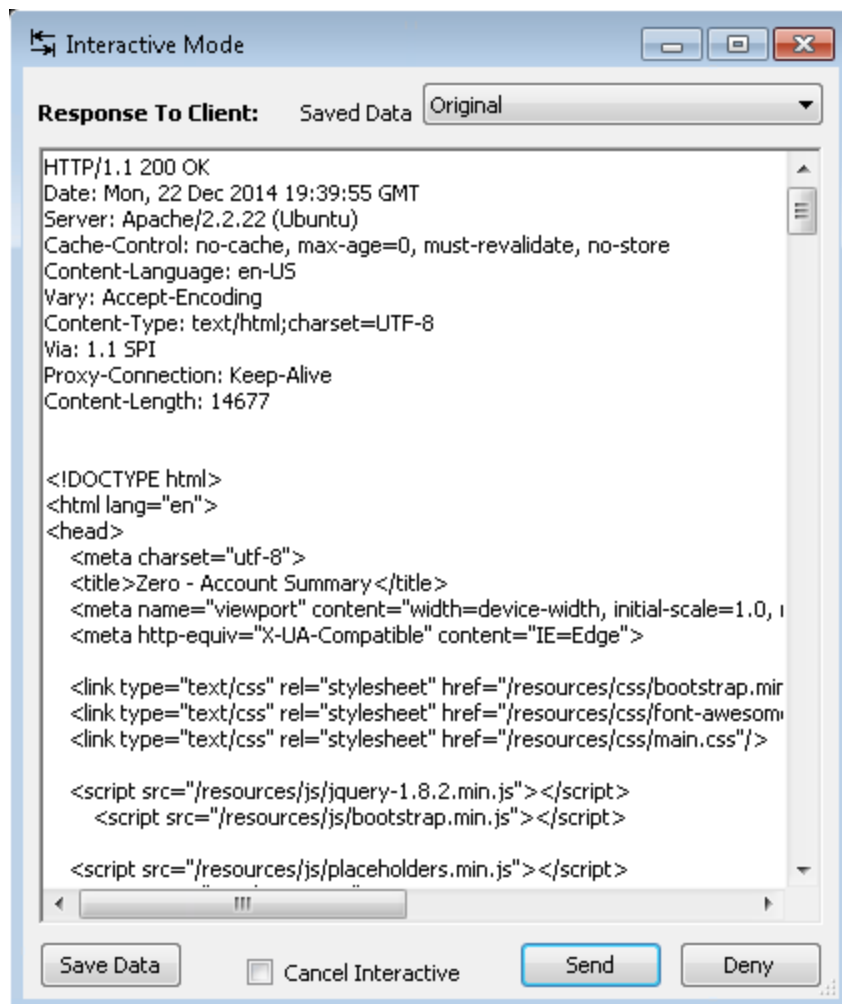 Interactive Mode
Response To Client: Saved Data Original
HTTP/1.1 200 OK
Date: Mon, 22 Dec 2014 19:39:55 GMT
Server: Apache/2.2.22 (Ubuntu)
Cache-Control: no-cache, max-age=0, must-revalidate, no-store
Content-Language: en-US
Vary: Accept-Encoding
Content-Type: text/html;charset=UTF-8
Via: 1.1 SPI
Proxy-Connection: Keep-Alive
Content-Length: 14677
<!DOCTYPE html>
<html lang="en">
<head>
<meta charset="utf-8">
<title>Zero - Account Summary</title>
<meta name="viewport" content="width=device-width, initial-scale=1.0,
<meta http-equiv="X-UA-Compatible" content="IE=Edge">
<link type="text/css" rel="stylesheet" href="/resources/css/bootstrap.min
<link type="text/css" rel="stylesheet" href="/resources/css/font-awesom
<link type="text/css" rel="stylesheet" href="/resources/css/main.css"/>
<script src="/resources/js/jquery-1.8.2.min.js"></script>
<script src="/resources/js/bootstrap.min.js"></script>
<script src="/resources/js/placeholders.min.js"></script>
Save Data Cancel Interactive Send Deny